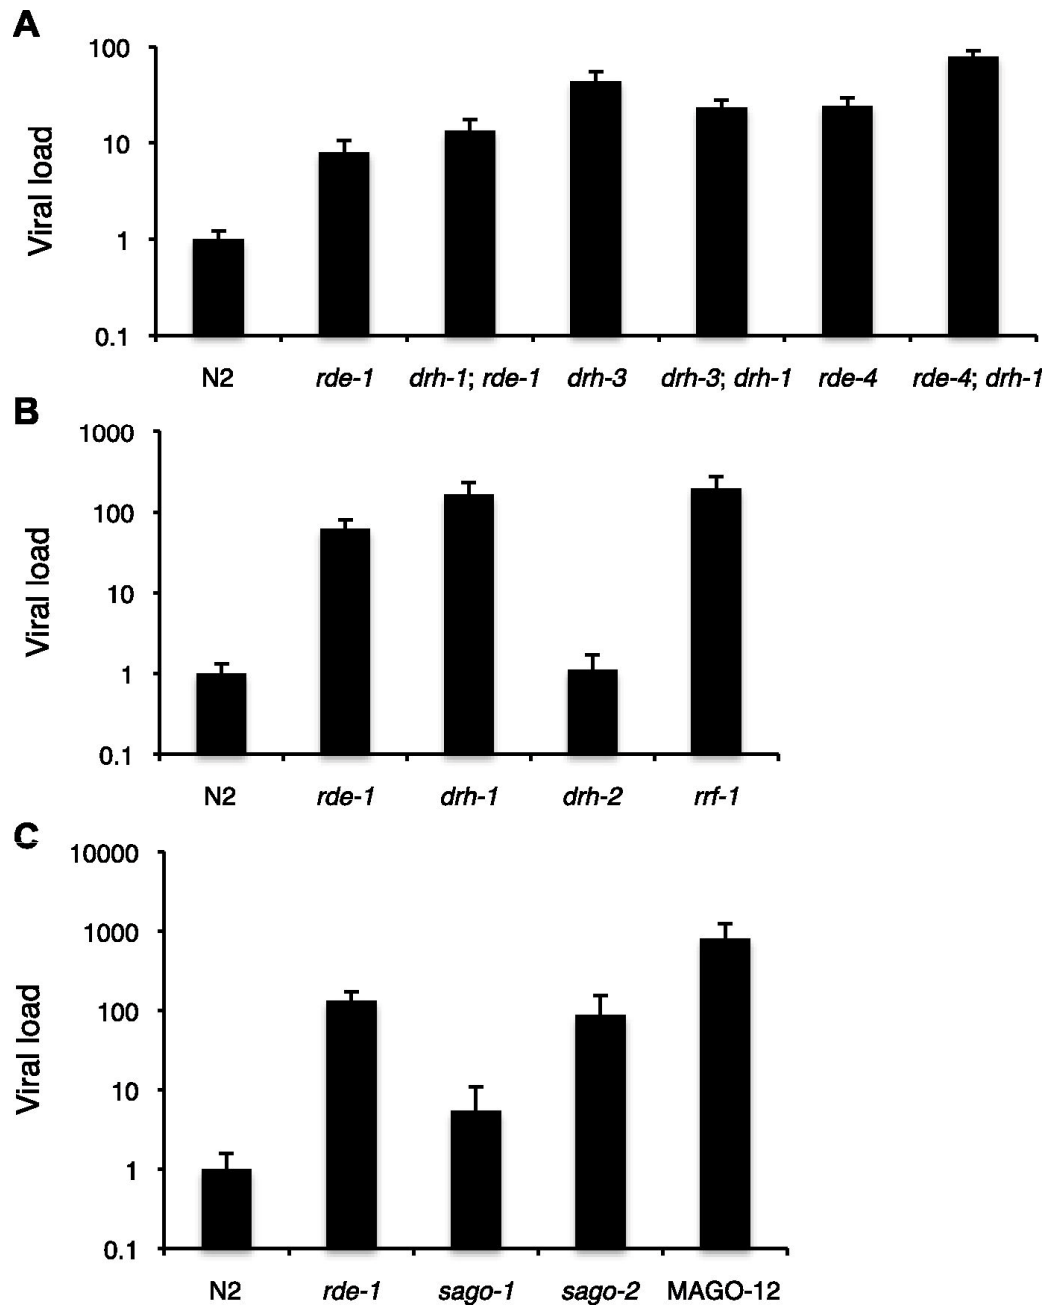 A
Viral load
100
10
1
0.1
N2 rde-1 drh-1; rde-1 drh-3 drh-3; drh-1 rde-4 rde-4; drh-1
B
Viral load
1000
100
10
1
0.1
N2 rde-1 drh-1 drh-2 rrf-1
C
Viral load
10000
1000
100
10
1
0.1
N2 rde-1 sago-1 sago-2 MAGO-12